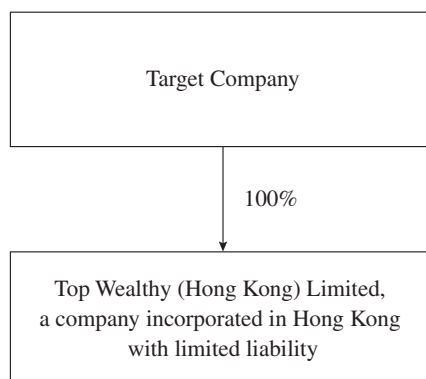 Target Company
100%
Top Wealthy (Hong Kong) Limited,
a company incorporated in Hong Kong
with limited liability